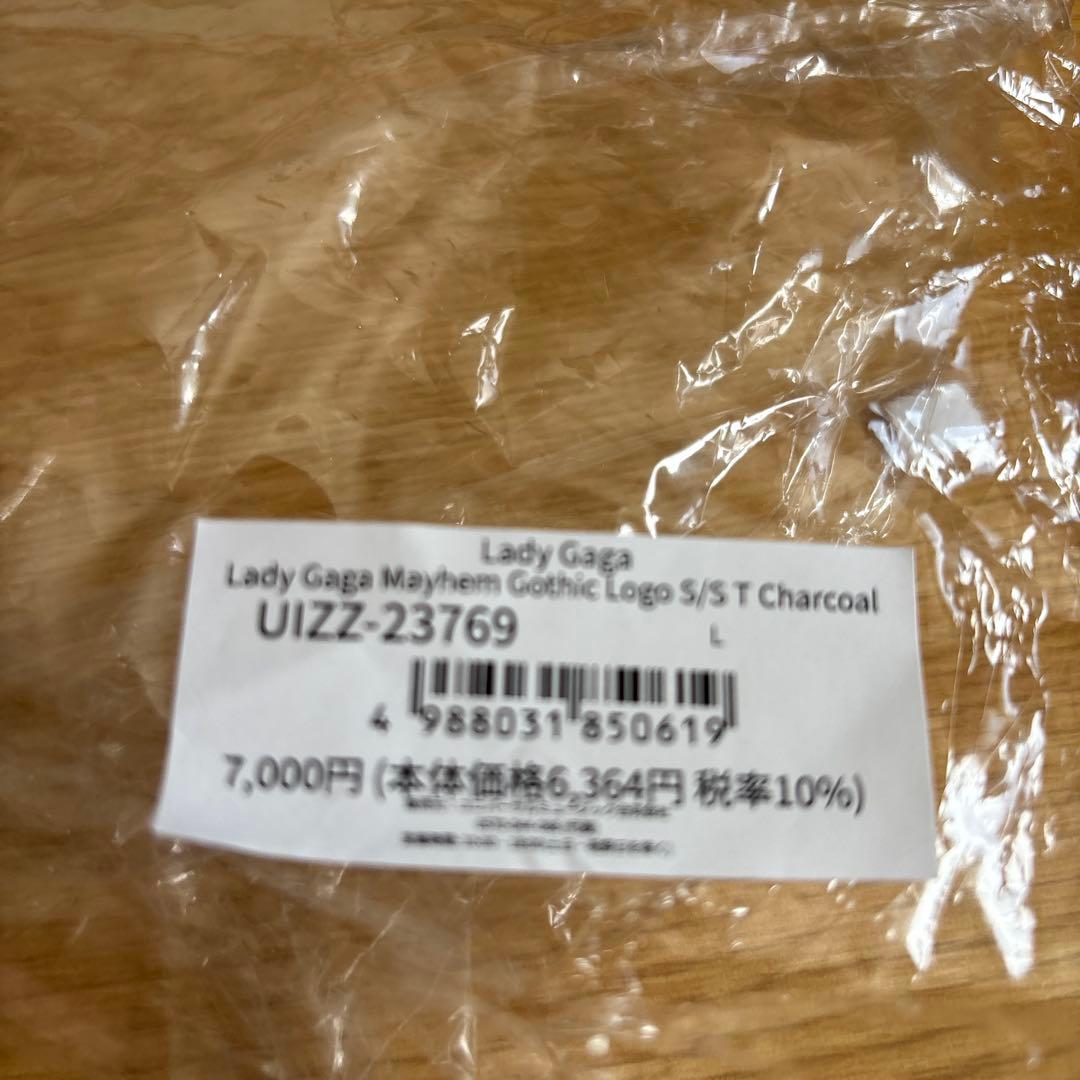 Lady Gaga
Lady Gaga Mayhem Gothic Logo S/S T Charcoal
UIZZ-23769 L
4 988031 850619
7,000円 (本体価格6,364円 税率10%)